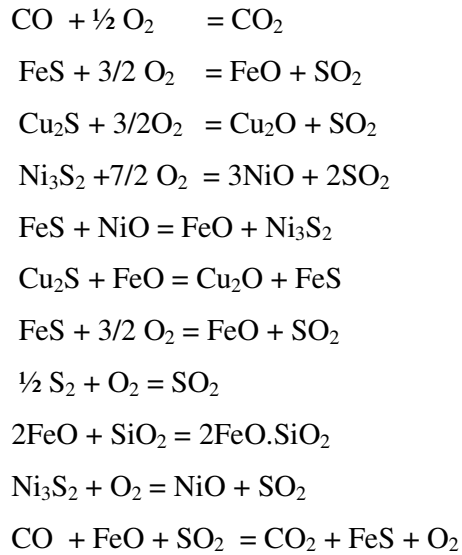 CO + ½ O₂ = CO₂
FeS + 3/2 O₂ = FeO + SO₂
Cu₂S + 3/2O₂ = Cu₂O + SO₂
Ni₃S₂ +7/2 O₂ = 3NiO + 2SO₂
FeS + NiO = FeO + Ni₃S₂
Cu₂S + FeO = Cu₂O + FeS
FeS + 3/2 O₂ = FeO + SO₂
½ S₂ + O₂ = SO₂
2FeO + SiO₂ = 2FeO.SiO₂
Ni₃S₂ + O₂ = NiO + SO₂
CO + FeO + SO₂ = CO₂ + FeS + O₂